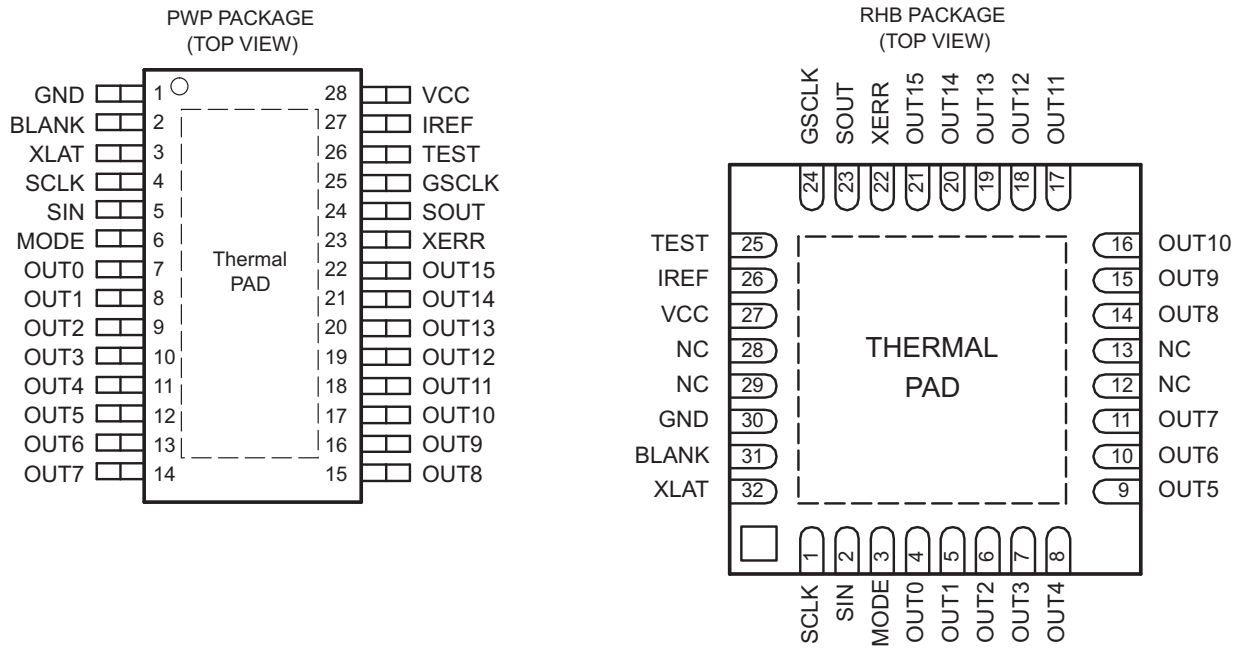 PWP PACKAGE
(TOP VIEW)
GND 1 28 VCC
BLANK 2 27 IREF
XLAT 3 26 TEST
SCLK 4 25 GSCLK
SIN 5 24 SOUT
MODE 6 23 XERR
OUT0 7 22 OUT15
OUT1 8 21 OUT14
OUT2 9 20 OUT13
OUT3 10 19 OUT12
OUT4 11 18 OUT11
OUT5 12 17 OUT10
OUT6 13 16 OUT9
OUT7 14 15 OUT8
Thermal
PAD
RHB PACKAGE
(TOP VIEW)
GSCLK SOUT XERR OUT15 OUT14 OUT13 OUT12 OUT11
24 23 22 21 20 19 18 17
TEST 25 16 OUT10
IREF 26 15 OUT9
VCC 27 14 OUT8
NC 28 13 NC
NC 29 12 NC
GND 30 11 OUT7
BLANK 31 10 OUT6
XLAT 32 9 OUT5
THERMAL
PAD
1 2 3 4 5 6 7 8
SCLK SIN MODE OUT0 OUT1 OUT2 OUT3 OUT4